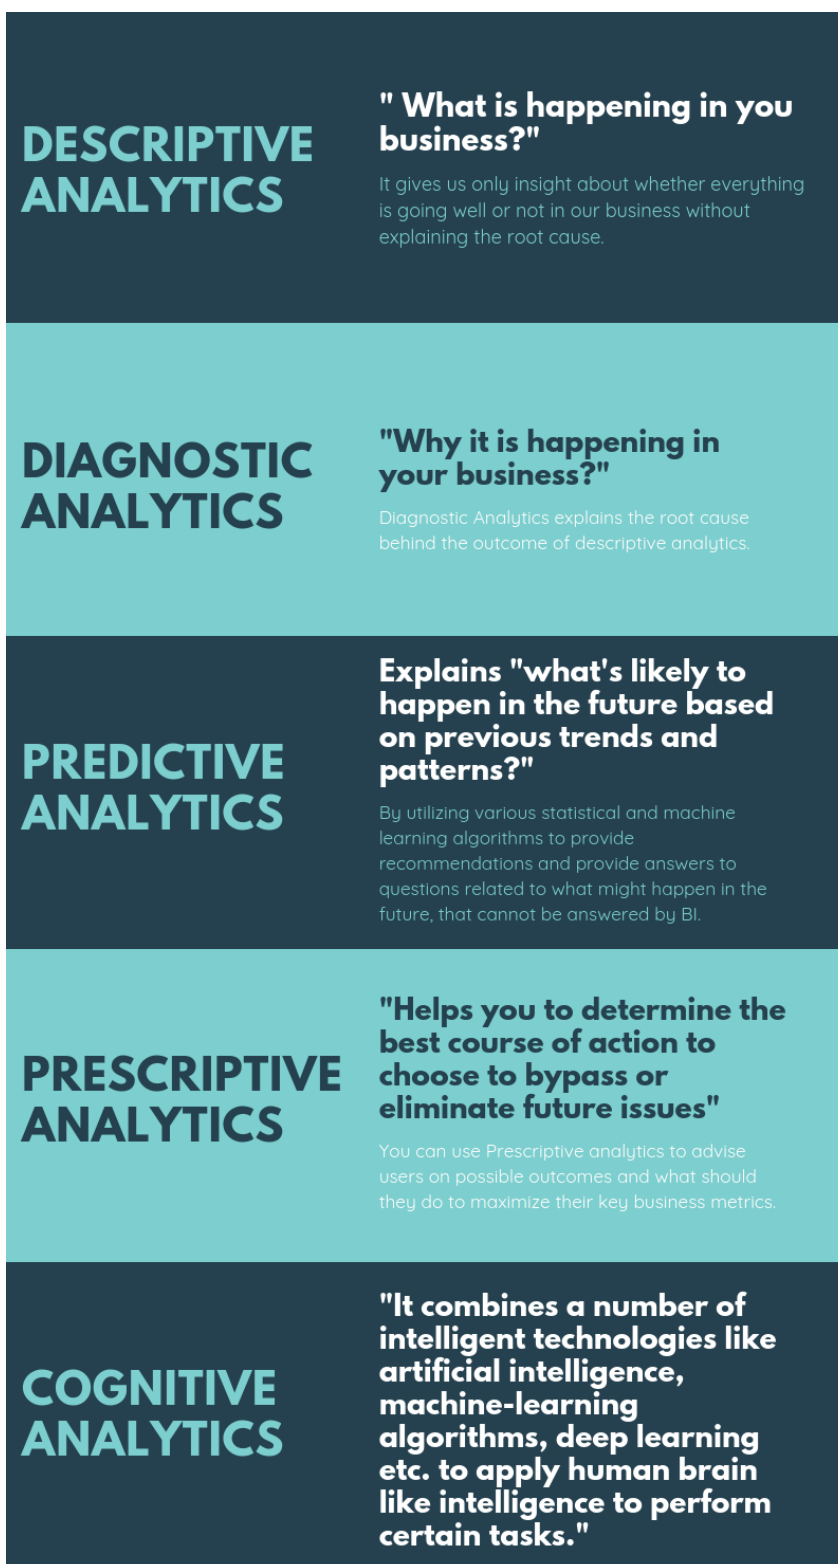 DESCRIPTIVE
ANALYTICS
" What is happening in you
business?"
It gives us only insight about whether everything
is going well or not in our business without
explaining the root cause.
DIAGNOSTIC
ANALYTICS
"Why it is happening in
your business?"
Diagnostic Analytics explains the root cause
behind the outcome of descriptive analytics.
PREDICTIVE
ANALYTICS
Explains "what's likely to
happen in the future based
on previous trends and
patterns?"
By utilizing various statistical and machine
learning algorithms to provide
recommendations and provide answers to
questions related to what might happen in the
future, that cannot be answered by BI.
PRESCRIPTIVE
ANALYTICS
"Helps you to determine the
best course of action to
choose to bypass or
eliminate future issues"
You can use Prescriptive analytics to advise
users on possible outcomes and what should
they do to maximize their key business metrics.
COGNITIVE
ANALYTICS
"It combines a number of
intelligent technologies like
artificial intelligence,
machine-learning
algorithms, deep learning
etc. to apply human brain
like intelligence to perform
certain tasks."